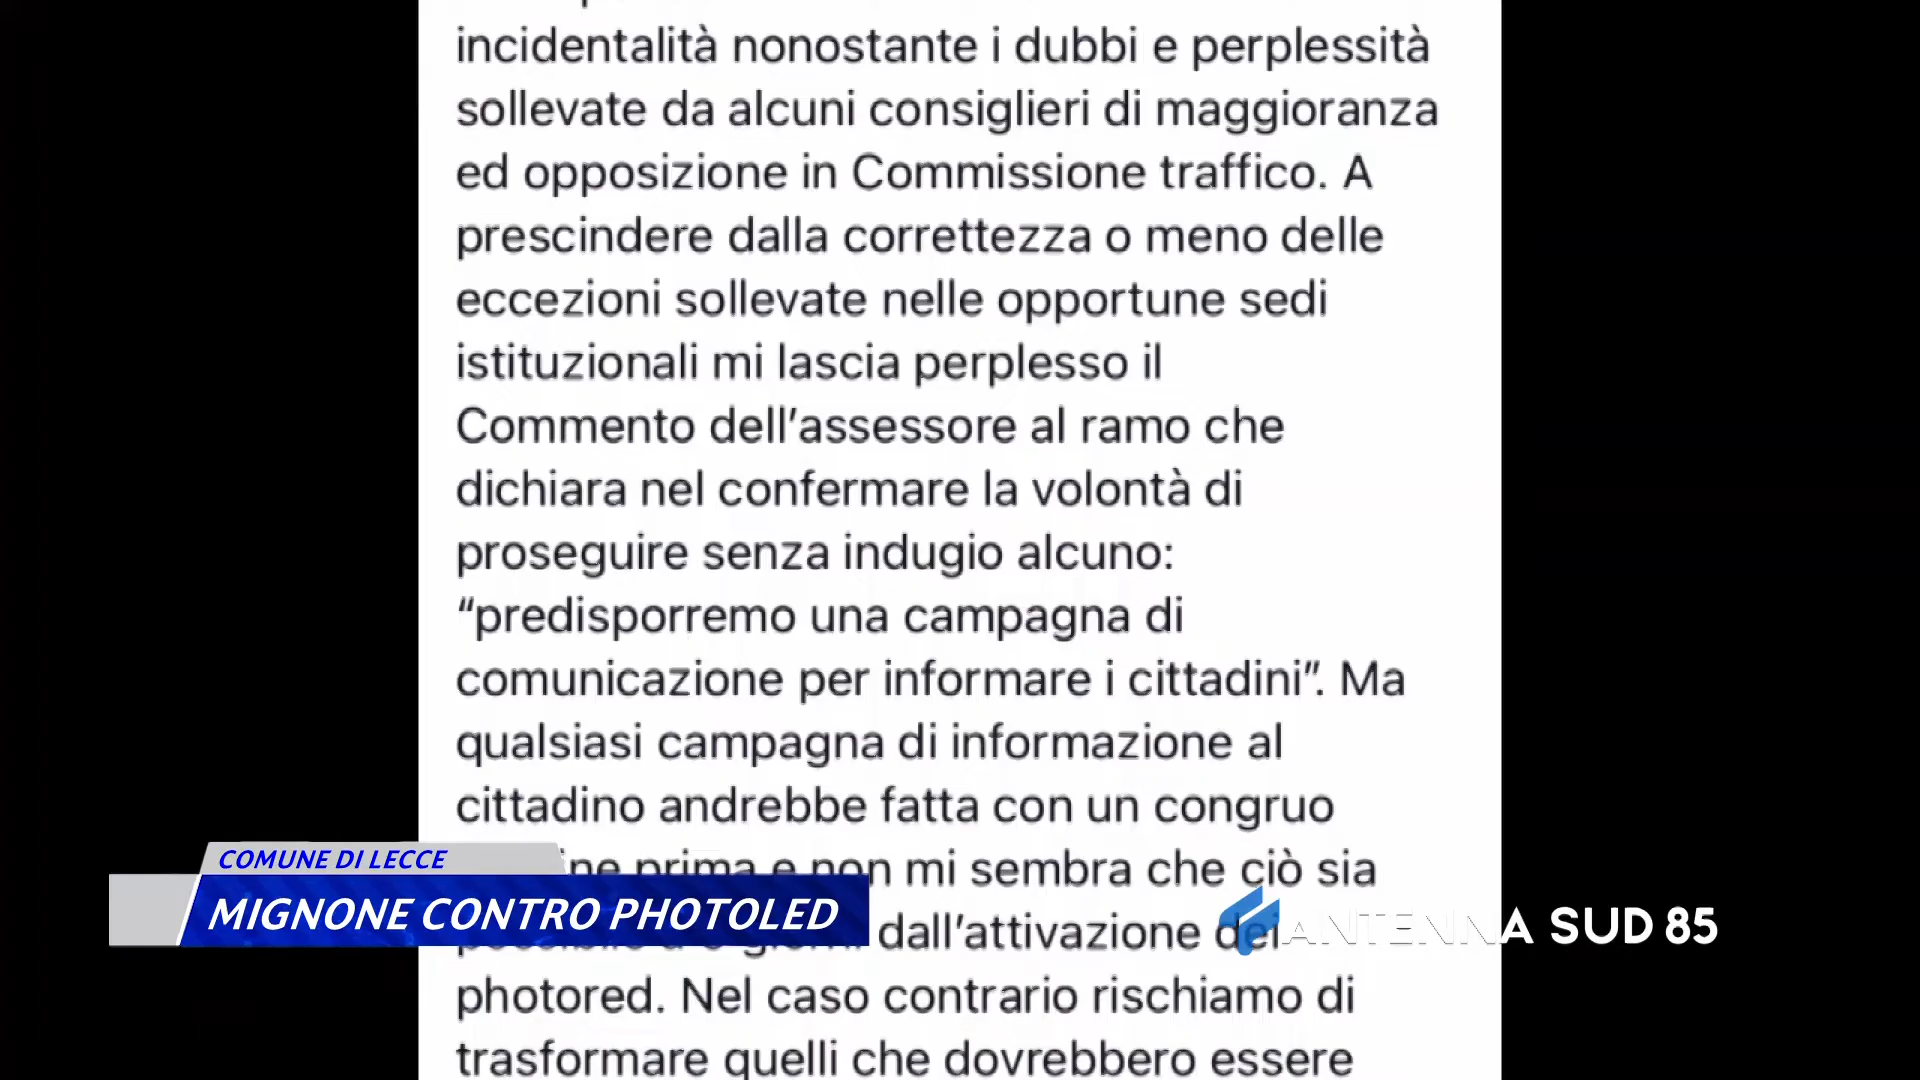 incidentalità nonostante i dubbi e perplessità
sollevate da alcuni consiglieri di maggioranza
ed opposizione in Commissione traffico. A
prescindere dalla correttezza o meno delle
eccezioni sollevate nelle opportune sedi
istituzionali mi lascia perplesso il
Commento dell’assessore al ramo che
dichiara nel confermare la volontà di
proseguire senza indugio alcuno:
“predisporremo una campagna di
comunicazione per informare i cittadini”. Ma
qualsiasi campagna di informazione al
cittadino andrebbe fatta con un congruo
prima e non mi sembra che ciò sia
dall’attivazione dei
photored. Nel caso contrario rischiamo di
trasformare quelli che dovrebbero essere
COMUNE DI LECCE
MIGNONE CONTRO PHOTOLED
ANTENNA SUD 85